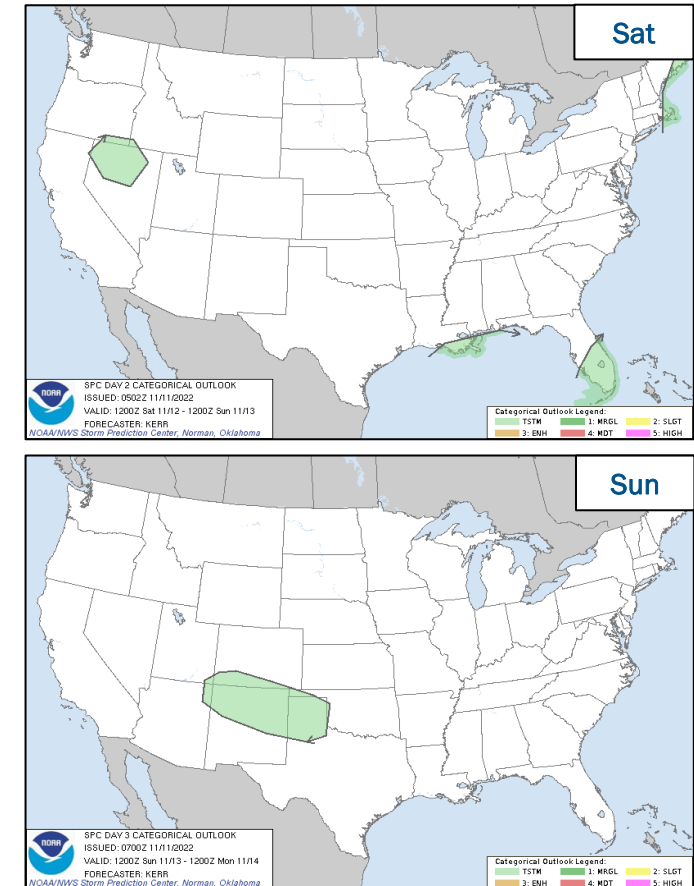 Sat
SPC DAY 2 CATEGORICAL OUTLOOK
ISSUED: 0502Z 11/11/2022
VALID: 1200Z Sat 11/12 - 1200Z Sun 11/13
FORECASTER: KERR
NOAA/NWS Storm Prediction Center, Norman, Oklahoma
NOAA
Categorical Outlook Legend:
TSTM 1: MRGL 2: SLGT
3: ENH 4: MDT 5: HIGH
Sun
SPC DAY 3 CATEGORICAL OUTLOOK
ISSUED: 0700Z 11/11/2022
VALID: 1200Z Sun 11/13 - 1200Z Mon 11/14
FORECASTER: KERR
NOAA/NWS Storm Prediction Center, Norman, Oklahoma
NOAA
Categorical Outlook Legend:
TSTM 1: MRGL 2: SLGT
3: ENH 4: MDT 5: HIGH